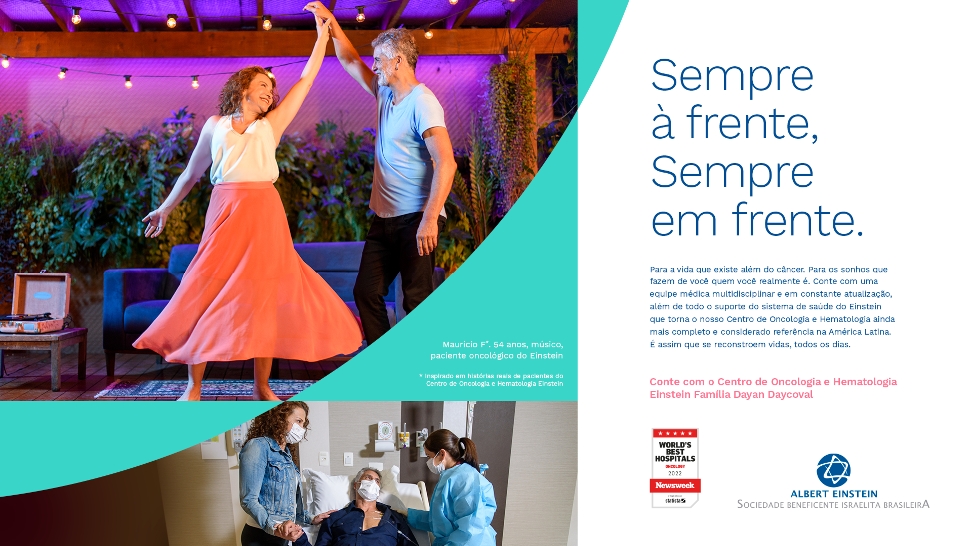 Sempre
à frente,
Sempre
em frente.
Para a vida que existe além do câncer. Para os sonhos que
fazem de você quem você realmente é. Conte com uma
equipe médica multidisciplinar e em constante atualização,
além de todo o suporte do sistema de saúde do Einstein
que torna o nosso Centro de Oncologia e Hematologia ainda
mais completo e considerado referência na América Latina.
É assim que se reconstroem vidas, todos os dias.
Conte com o Centro de Oncologia e Hematologia
Einstein Família Dayan Daycoval
Maurício F*. 54 anos, músico,
paciente oncológico do Einstein
* Inspirado em histórias reais de pacientes do
Centro de Oncologia e Hematologia Einstein
WORLD'S
BEST
HOSPITALS
ONCOLOGY
2022
Newsweek
ALBERT EINSTEIN
SOCIEDADE BENEFICENTE ISRAELITA BRASILEIRA